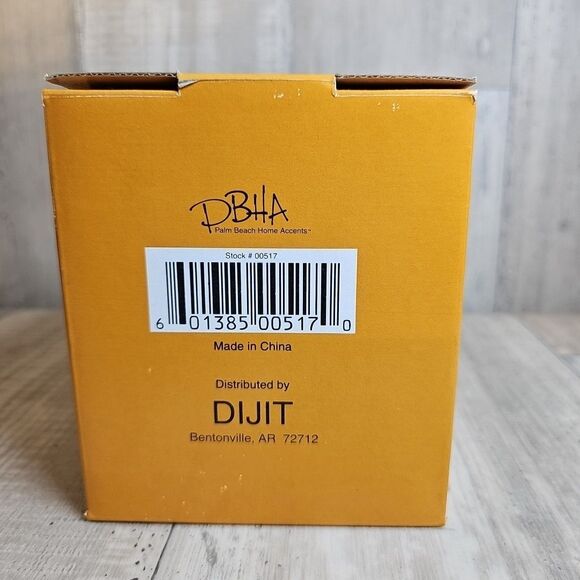 PBHA
Palm Beach Home Accents™
Stock # 00517
6 01385 00517 0
Made in China
Distributed by
DIJIT
Bentonville, AR 72712